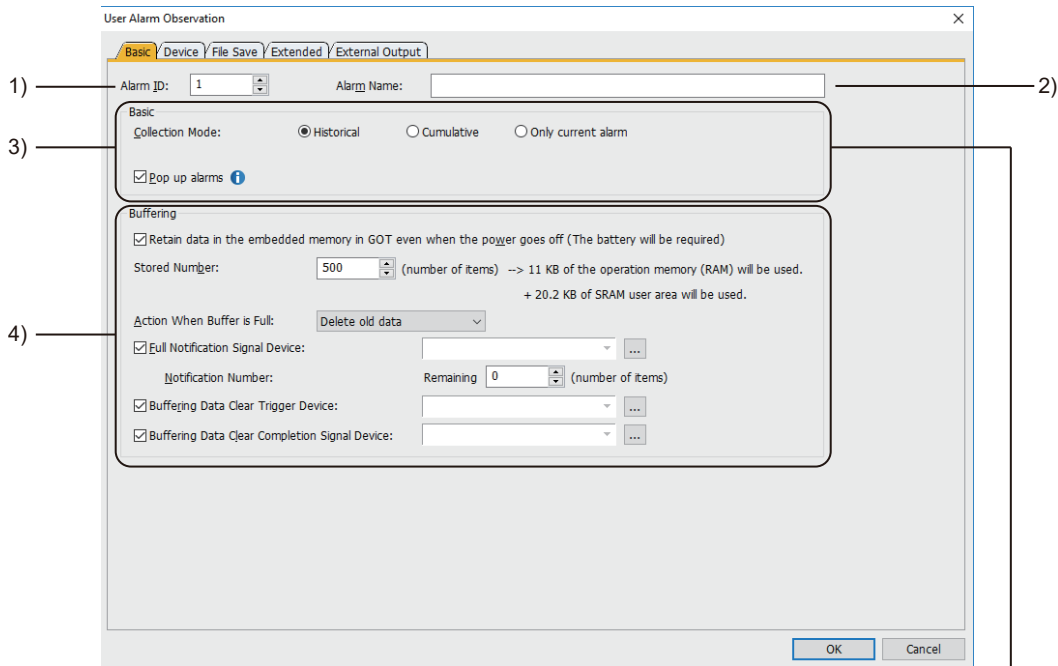 User Alarm Observation
Basic Device File Save Extended External Output
1) Alarm ID: 1 Alarm Name: 2)
Basic
Collection Mode: Historical Cumulative Only current alarm
3)
Pop up alarms i
Buffering
Retain data in the embedded memory in GOT even when the power goes off (The battery will be required)
Stored Number: 500 (number of items) --> 11 KB of the operation memory (RAM) will be used.
+ 20.2 KB of SRAM user area will be used.
4) Action When Buffer is Full: Delete old data
Full Notification Signal Device: ...
Notification Number: Remaining 0 (number of items)
Buffering Data Clear Trigger Device: ...
Buffering Data Clear Completion Signal Device: ...
OK Cancel